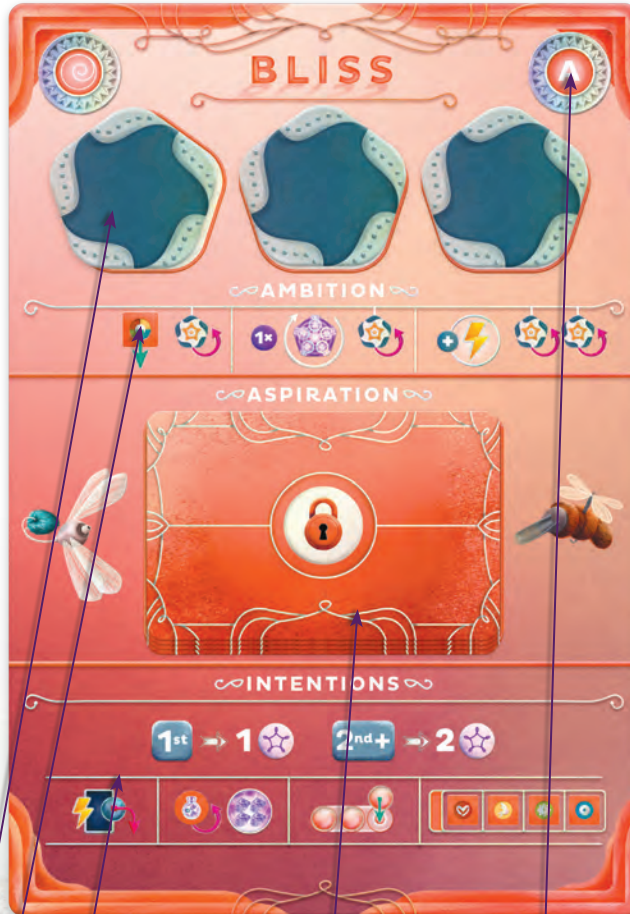 A
BLISS
AMBITION
1× +
ASPIRATION
INTENTIONS
1st 1 2nd+ 2